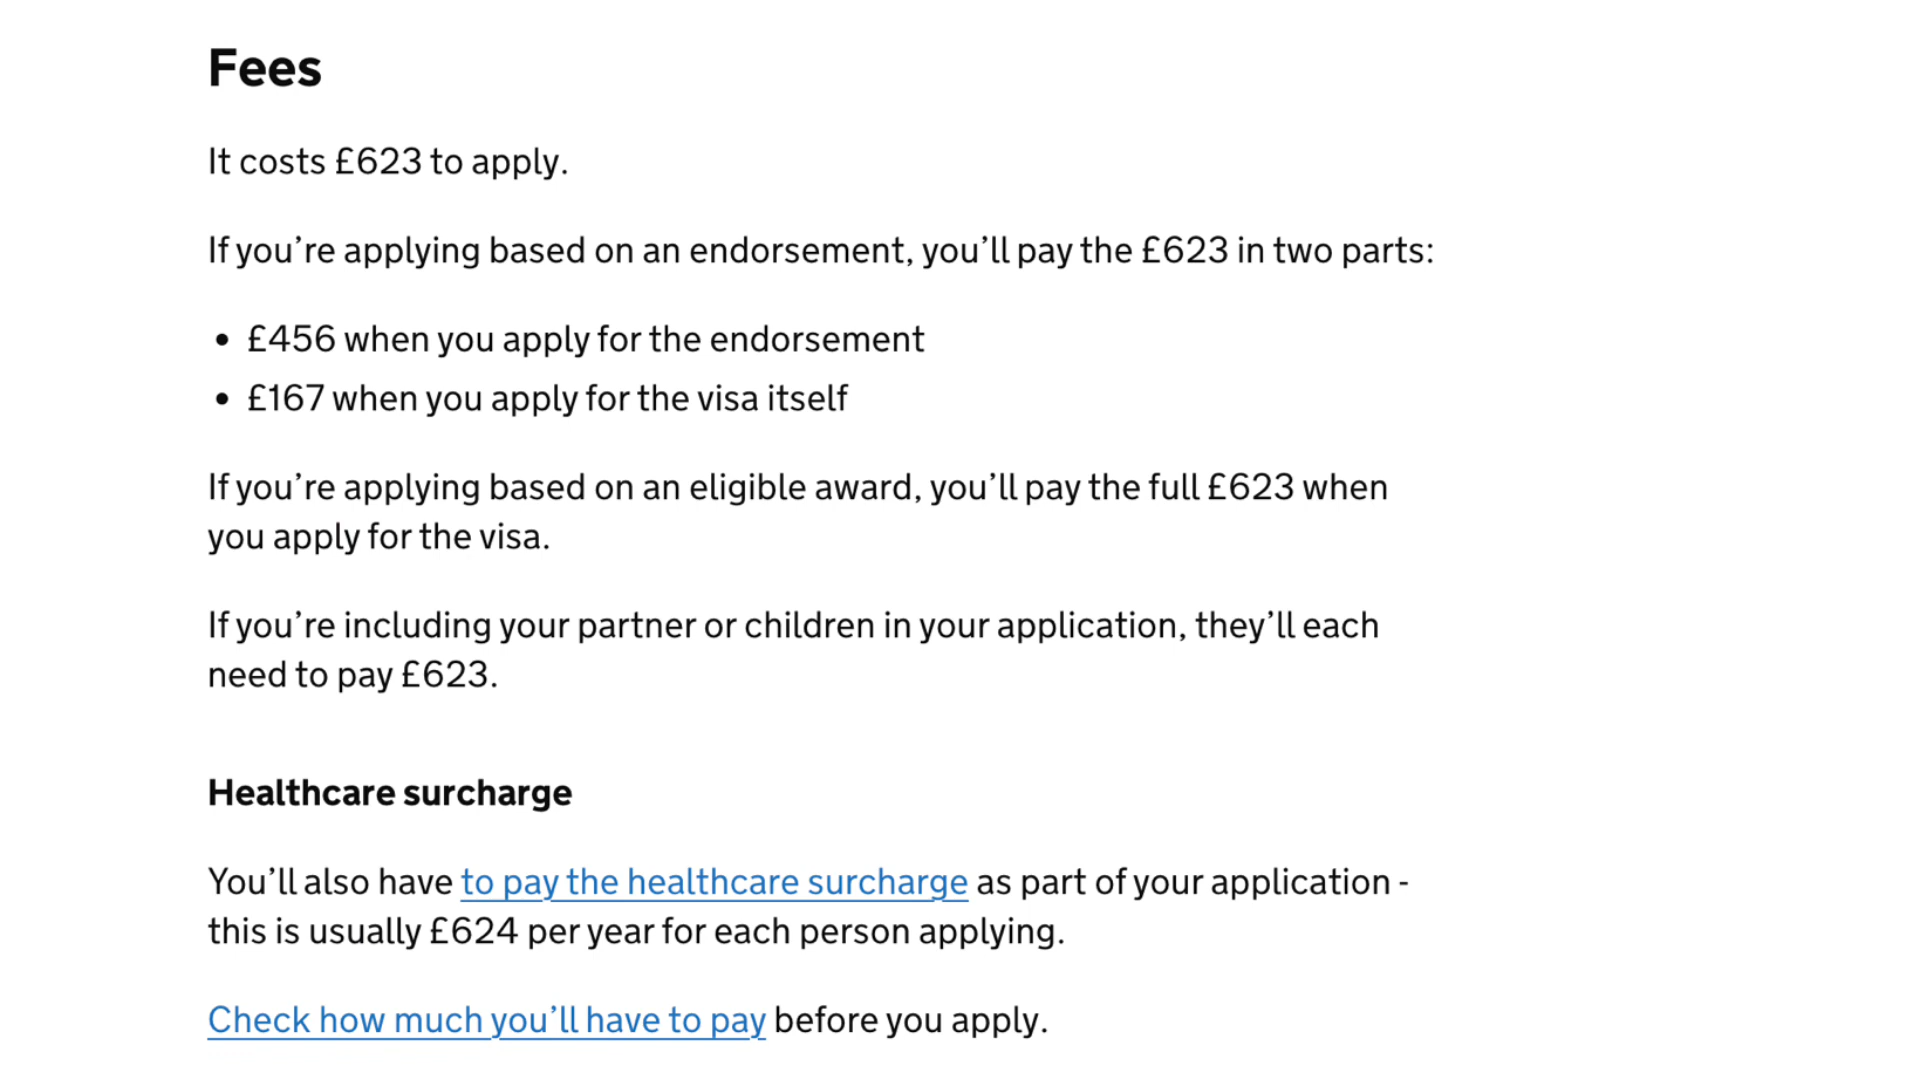 Fees
It costs £623 to apply.
If you’re applying based on an endorsement, you’ll pay the £623 in two parts:
• £456 when you apply for the endorsement
• £167 when you apply for the visa itself
If you’re applying based on an eligible award, you’ll pay the full £623 when
you apply for the visa.
If you’re including your partner or children in your application, they’ll each
need to pay £623.
Healthcare surcharge
You’ll also have to pay the healthcare surcharge as part of your application -
this is usually £624 per year for each person applying.
Check how much you’ll have to pay before you apply.